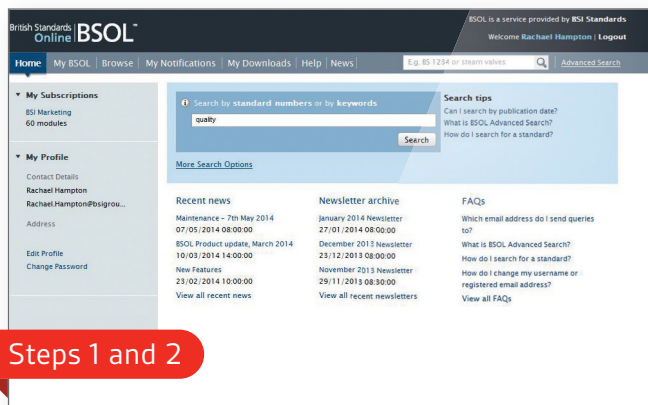 British Standards
Online BSOL™
BSOL is a service provided by BSI Standards
Welcome Rachael Hampton | Logout
Home My BSOL | Browse | My Notifications | My Downloads | Help | News |
E.g. BS 1234 or steam valves
Advanced Search
My Subscriptions
BSI Marketing
60 modules
My Profile
Contact Details
Rachael Hampton
Rachael.Hampton@bsigrou...
Address
Edit Profile
Change Password
Search by standard numbers or by keywords
quality
Search
More Search Options
Search tips
Can I search by publication date?
What is BSOL Advanced Search?
How do I search for a standard?
Recent news
Maintenance - 7th May 2014
07/05/2014 08:00:00
BSOL Product update, March 2014
10/03/2014 14:00:00
New Features
23/02/2014 10:00:00
View all recent news
Newsletter archive
January 2014 Newsletter
27/01/2014 08:00:00
December 2013 Newsletter
23/12/2013 08:00:00
November 2013 Newsletter
29/11/2013 08:30:00
View all recent newsletters
FAQs
Which email address do I send queries
to?
What is BSOL Advanced Search?
How do I search for a standard?
How do I change my username or
registered email address?
View all FAQs
Steps 1 and 2